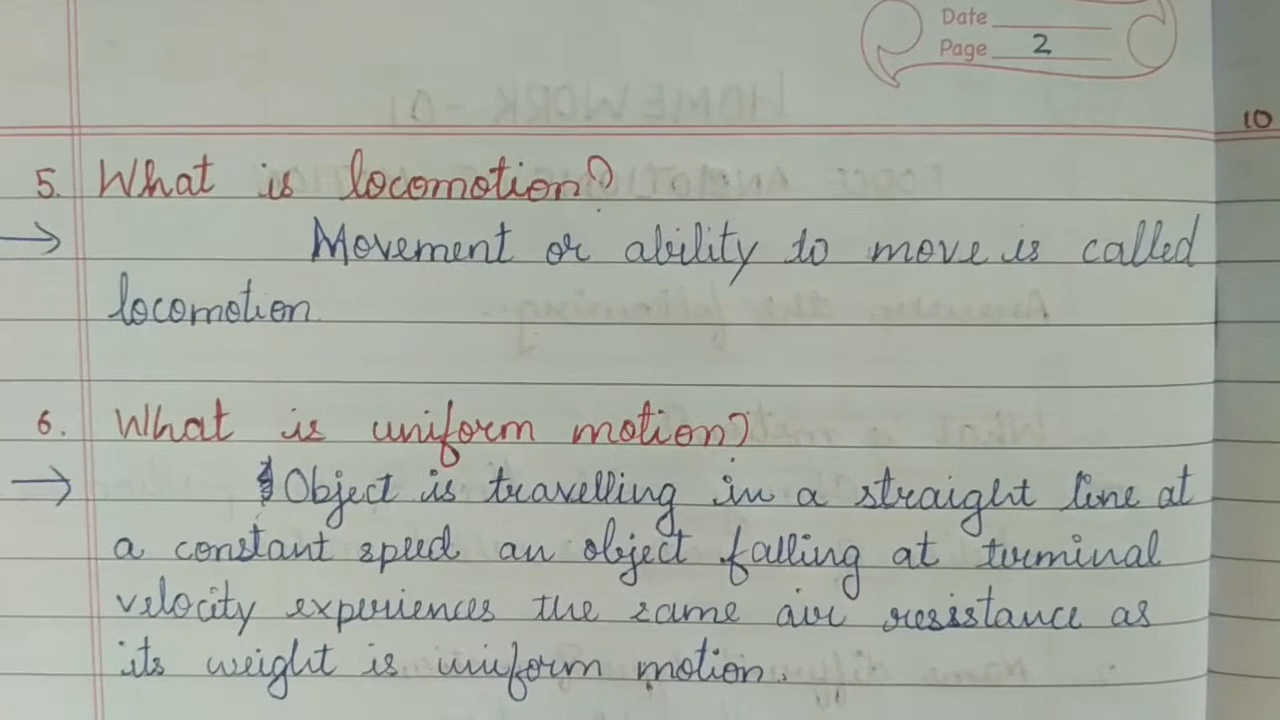 Date
Page 2
10
5. What is locomotion?
→ Movement or ability to move is called
locomotion
6. What is uniform motion?
→ Object is travelling in a straight line at
a constant speed an object falling at terminal
velocity experiences the same air resistance as
its weight is uniform motion.